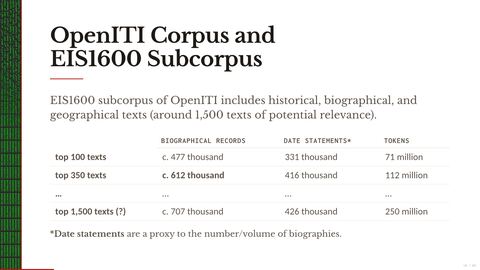 OpenITI Corpus and
EIS1600 Subcorpus
EIS1600 subcorpus of OpenITI includes historical, biographical, and
geographical texts (around 1,500 texts of potential relevance).
BIOGRAPHICAL RECORDS DATE STATEMENTS* TOKENS
top 100 texts c. 477 thousand 331 thousand 71 million
top 350 texts c. 612 thousand 416 thousand 112 million
... ... ... ...
top 1,500 texts (?) c. 707 thousand 426 thousand 250 million
*Date statements are a proxy to the number/volume of biographies.